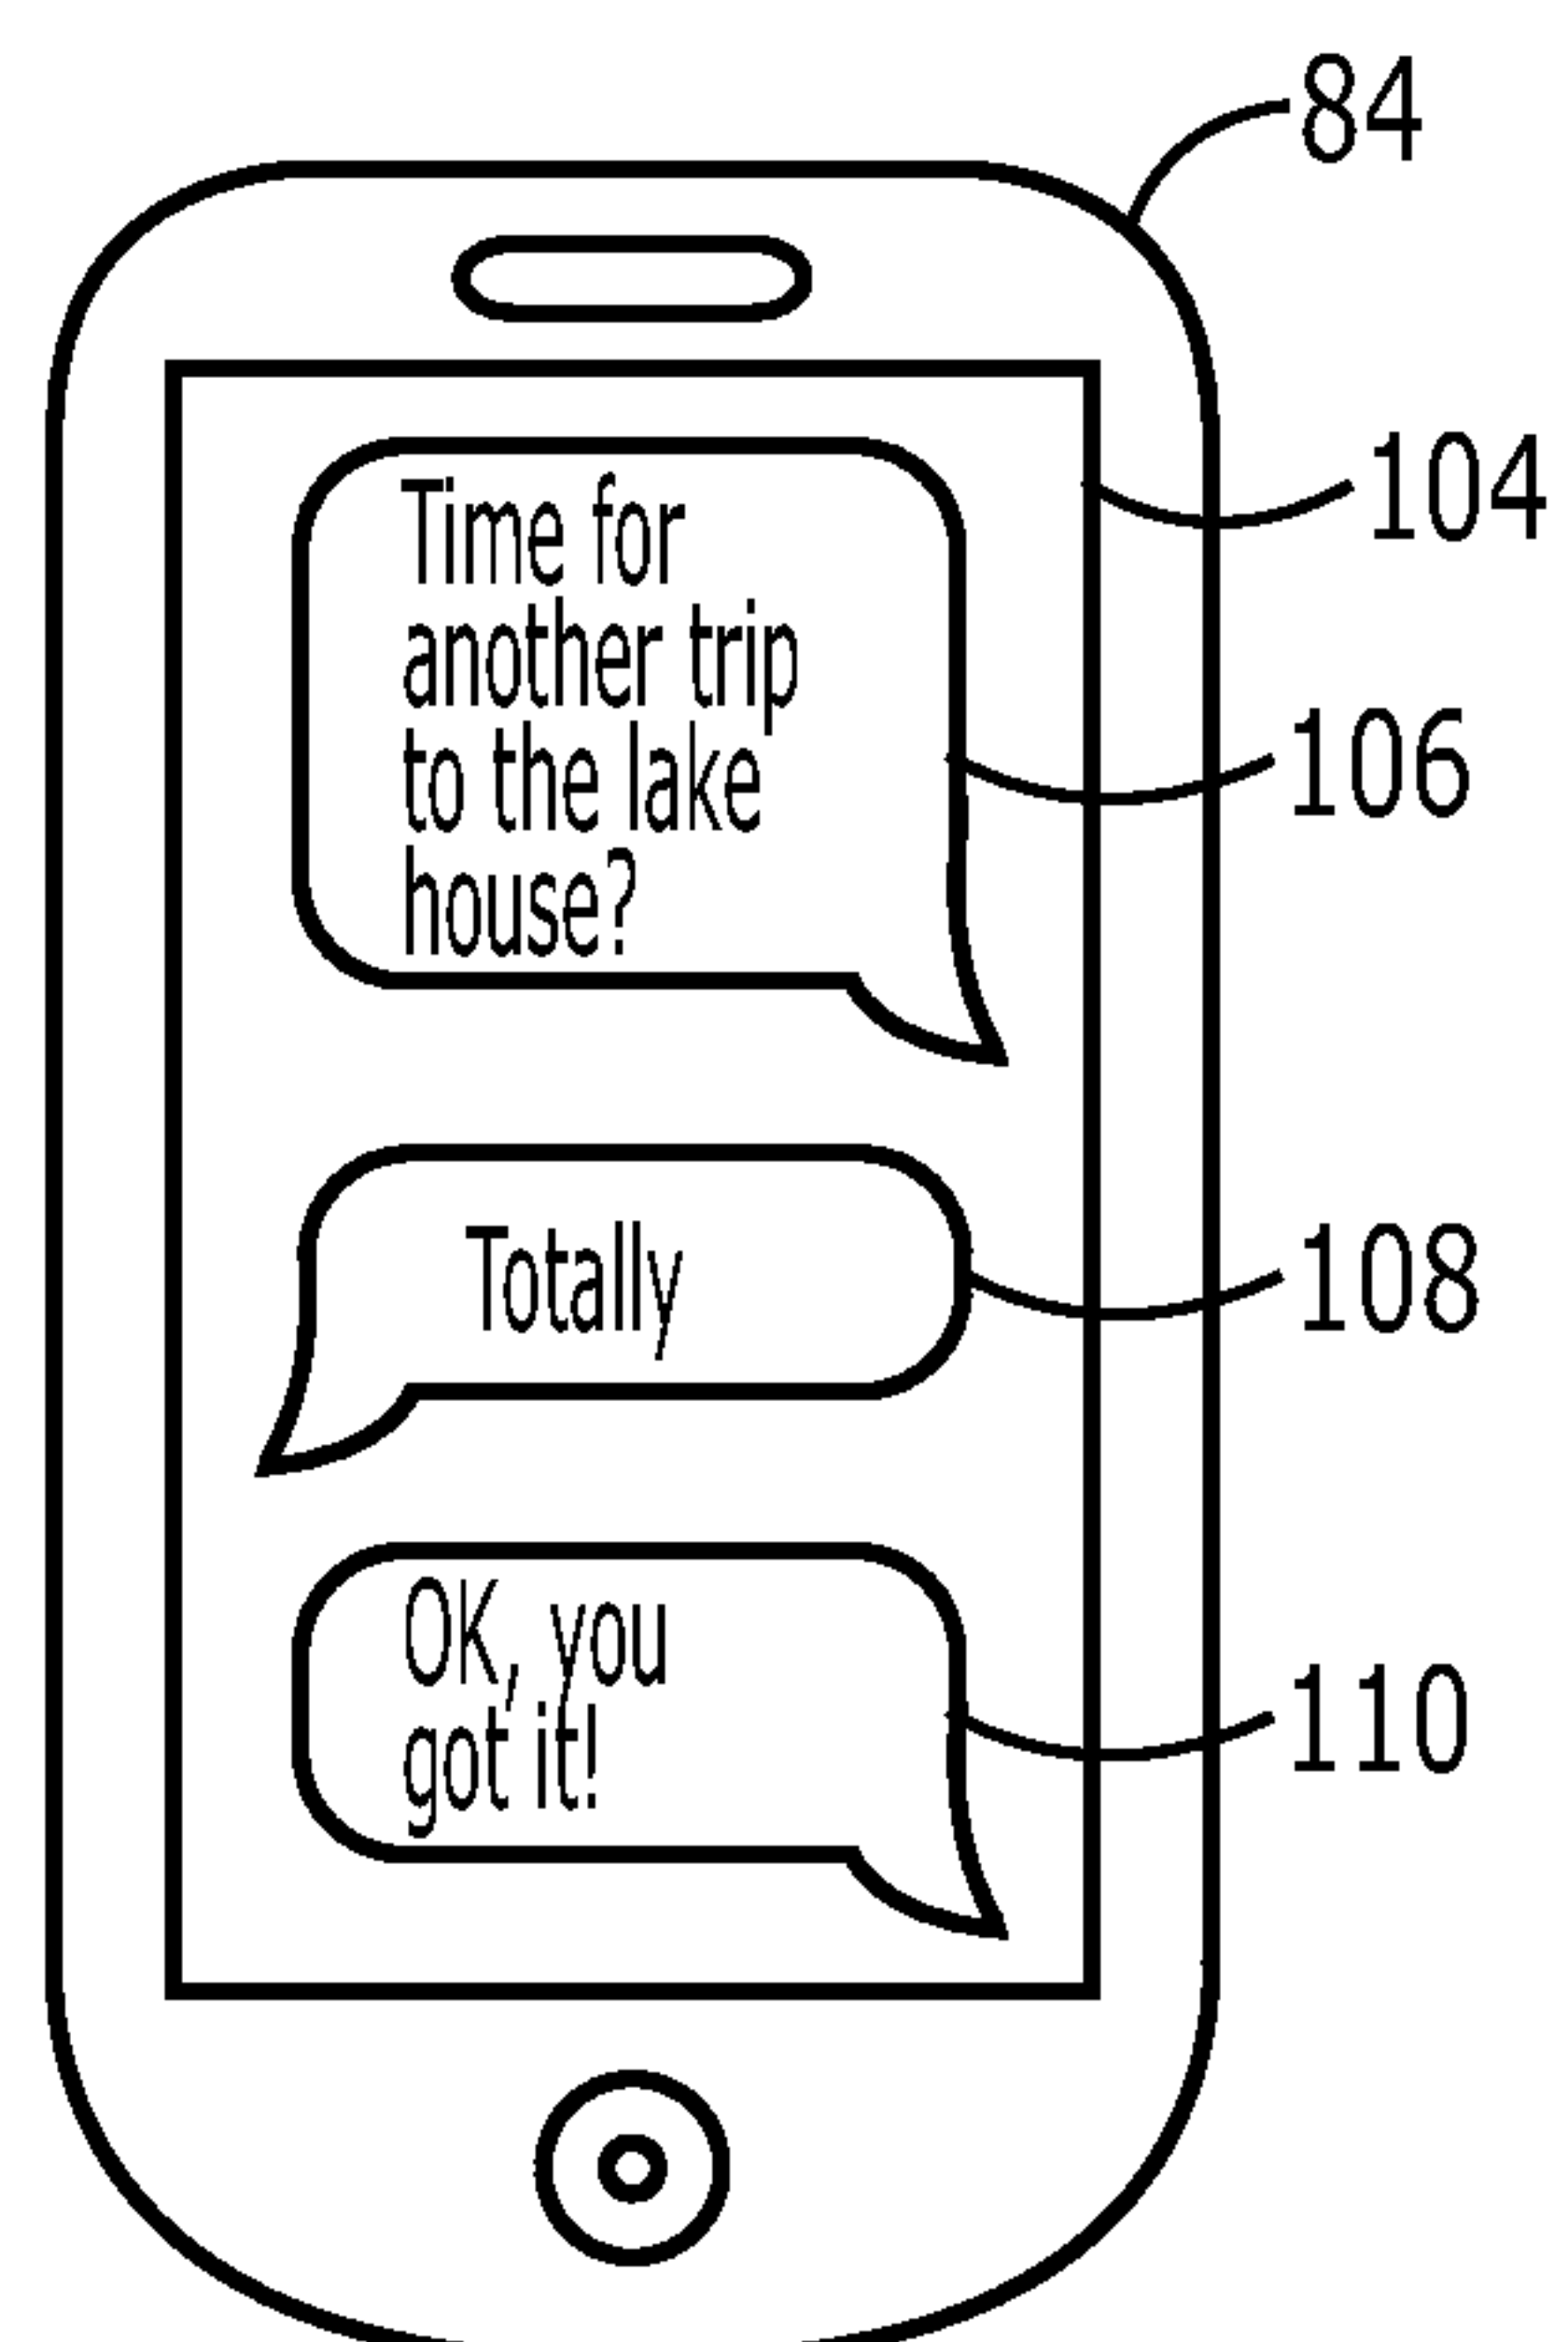 84
104
Time for
another trip
to the lake
house?
106
Totally
108
OK, you
got it!
110